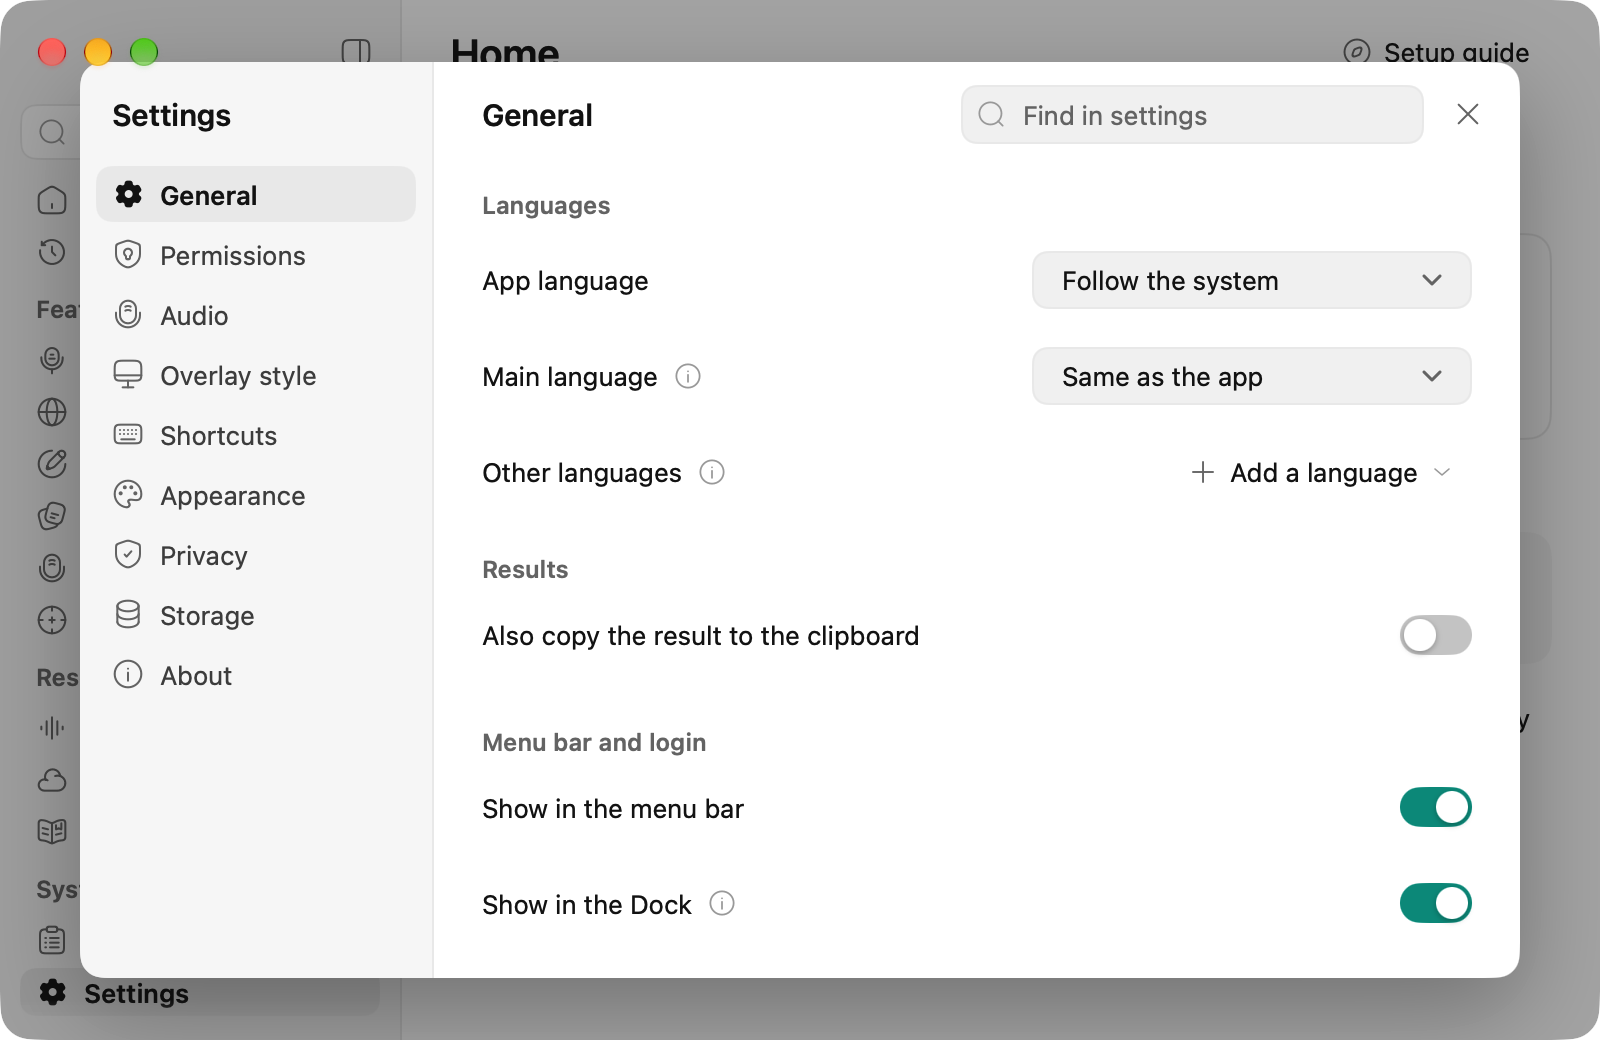 Home
Setup guide
Settings
General
Find in settings
General
Permissions
Audio
Overlay style
Shortcuts
Appearance
Privacy
Storage
About
Languages
App language
Follow the system
Main language
Same as the app
Other languages
Add a language
Results
Also copy the result to the clipboard
Menu bar and login
Show in the menu bar
Show in the Dock
Settings